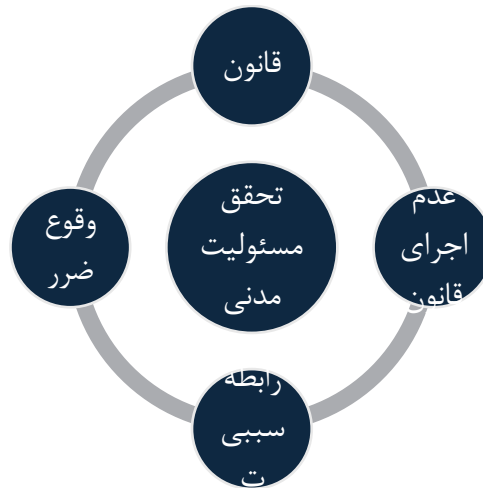 قانون
تحقق
مسئولیت
مدنی
عدم
اجرای
قانون
وقوع
ضرر
رابطه
سببی
ت